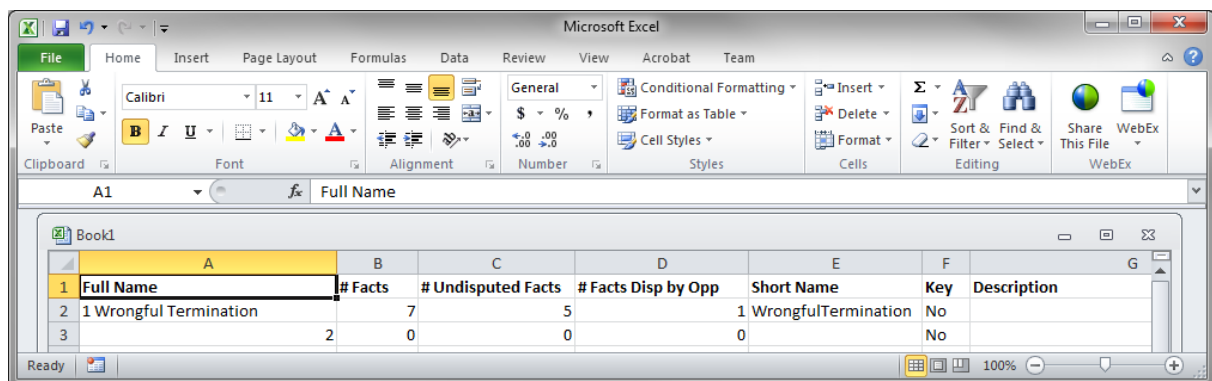 Microsoft Excel
File Home Insert Page Layout Formulas Data Review View Acrobat Team
Calibri 11 A A General Conditional Formatting Insert Σ
Paste B I U A $ % , Format as Table Delete Sort & Find & Share WebEx
.0 .00 .00 .0 Cell Styles Format Filter Select This File
Clipboard Font Alignment Number Styles Cells Editing WebEx
A1 fx Full Name
Book1
A B C D E F G
1 Full Name # Facts # Undisputed Facts # Facts Disp by Opp Short Name Key Description
2 1 Wrongful Termination 7 5 1 WrongfulTermination No
3 2 0 0 0 No
Ready 100%